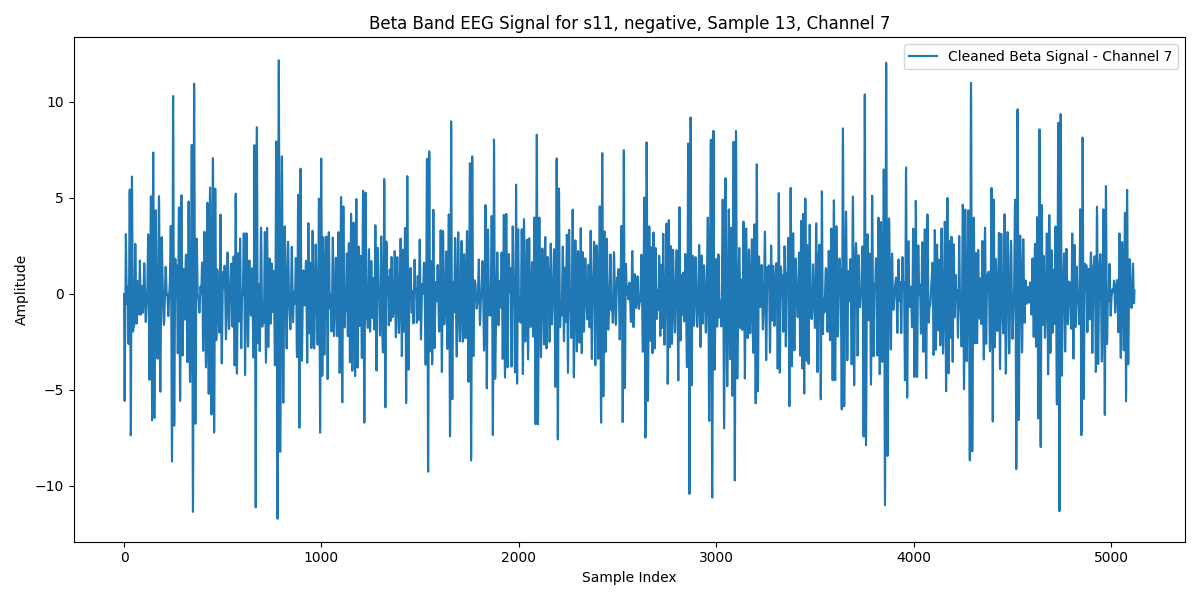 Beta Band EEG Signal for s11, negative, Sample 13, Channel 7
Cleaned Beta Signal - Channel 7
Amplitude
10
5
0
−5
−10
0 1000 2000 3000 4000 5000
Sample Index